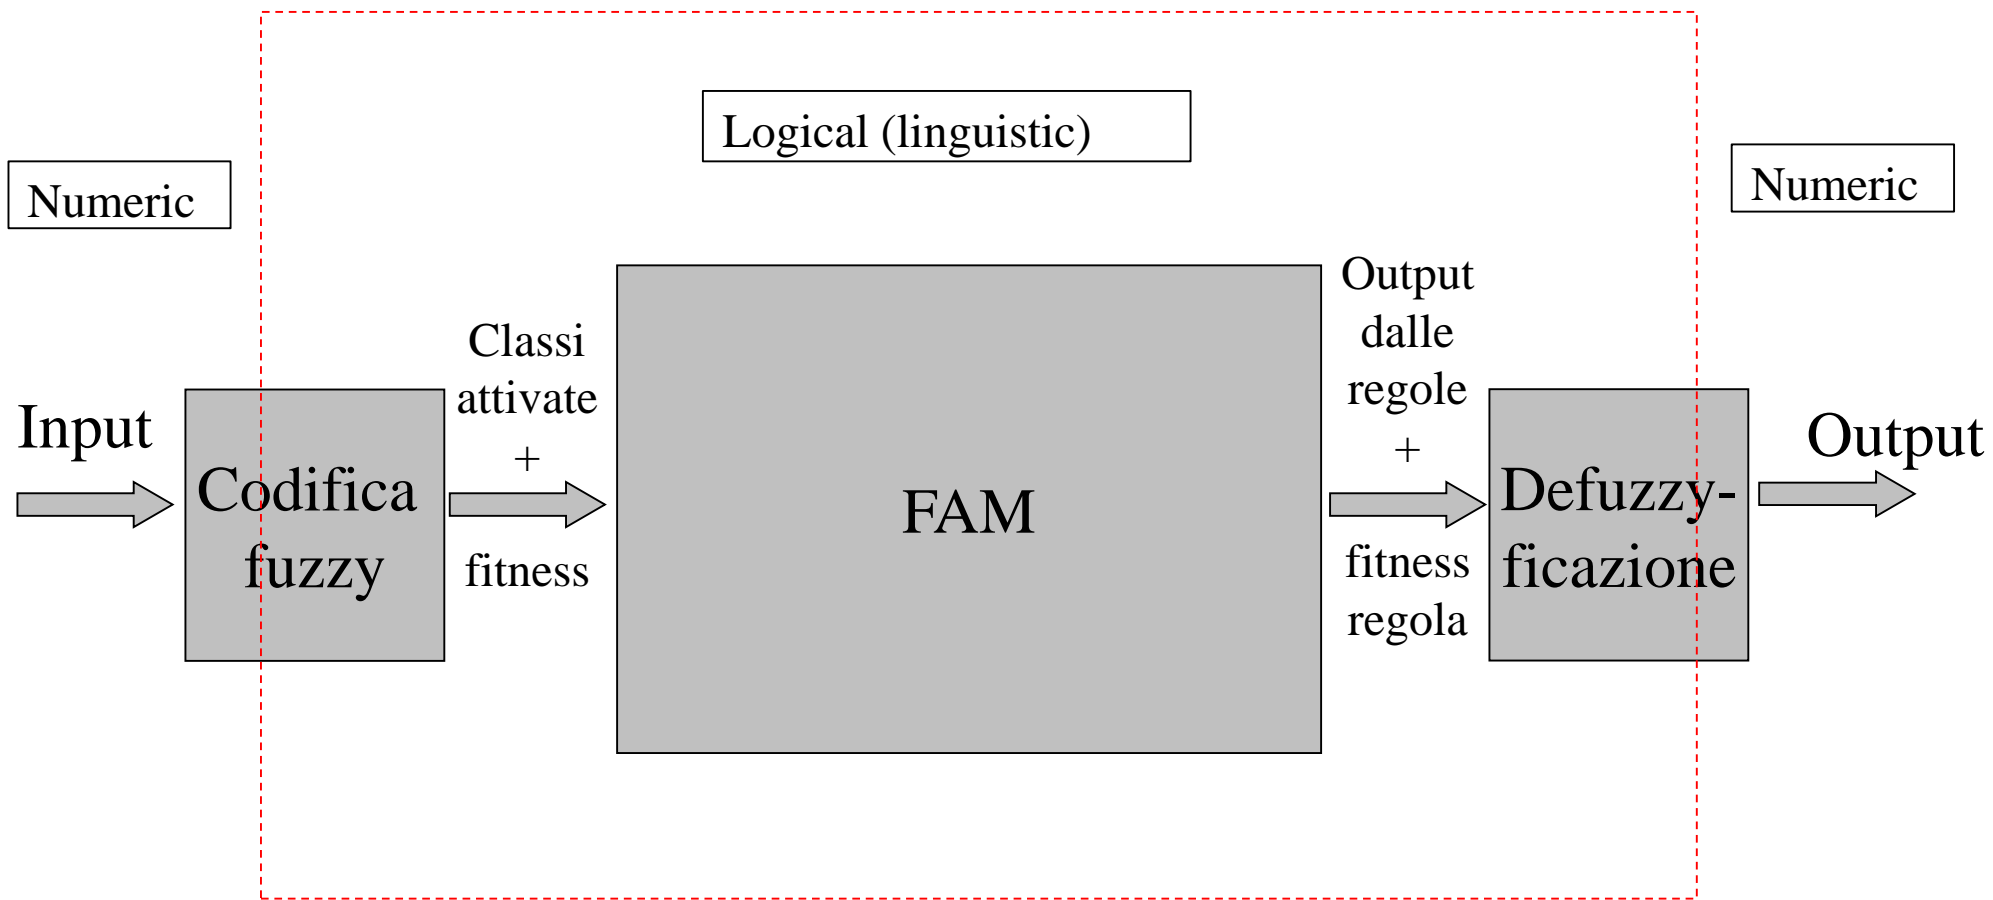 Logical (linguistic)
Numeric
Numeric
Input
Codifica
fuzzy
Classi
attivate
+
fitness
FAM
Output
dalle
regole
+
fitness
regola
Defuzzy-
ficazione
Output